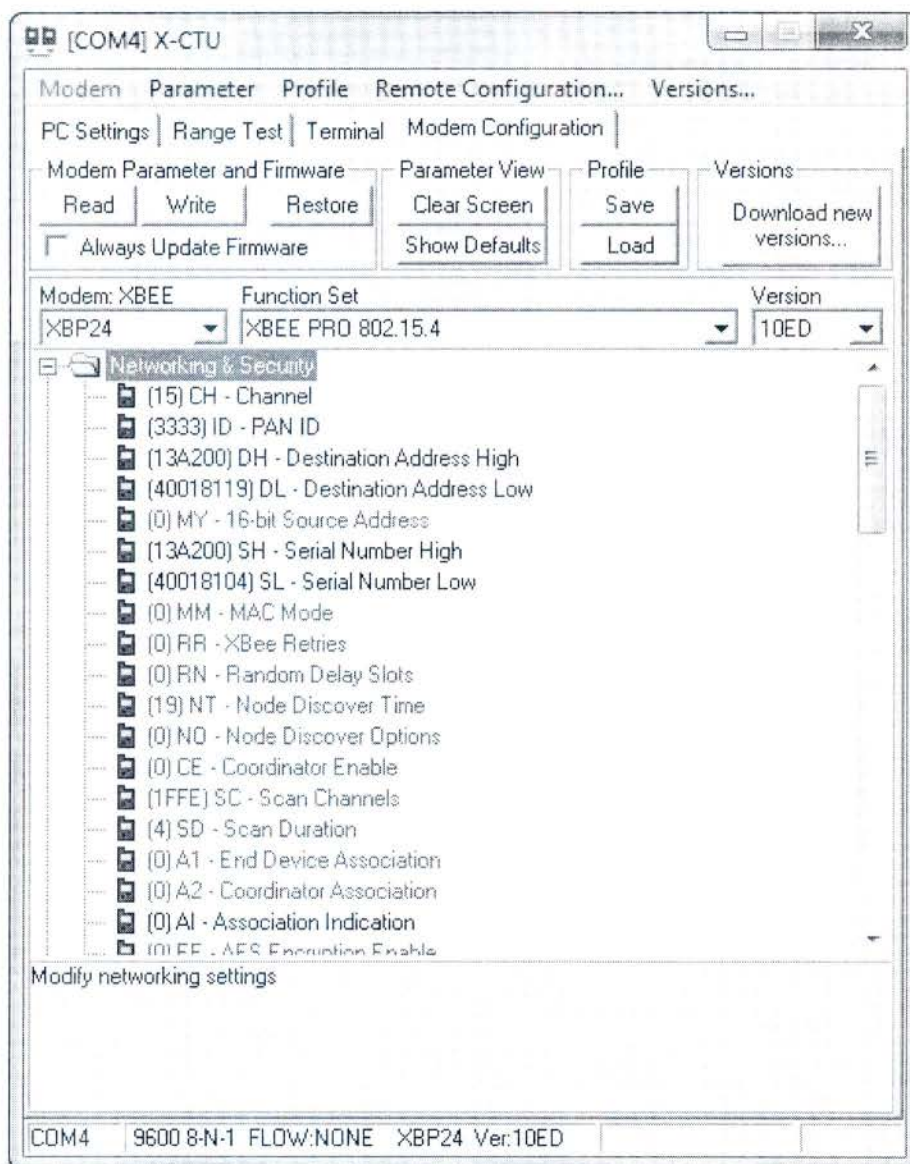 [COM4] X-CTU
Modem Parameter Profile Remote Configuration... Versions...
PC Settings Range Test Terminal Modem Configuration
Modem Parameter and Firmware Parameter View Profile Versions
Read Write Restore Clear Screen Save Download new versions...
Always Update Firmware Show Defaults Load
Modem: XBEE Function Set Version
XBP24 XBEE PRO 802.15.4 10ED
Networking & Security
(15) CH - Channel
(3333) ID - PAN ID
(13A200) DH - Destination Address High
(40018119) DL - Destination Address Low
(0) MY - 16-bit Source Address
(13A200) SH - Serial Number High
(40018104) SL - Serial Number Low
(0) MM - MAC Mode
(0) RR - XBee Retries
(0) RN - Random Delay Slots
(19) NT - Node Discover Time
(0) NO - Node Discover Options
(0) CE - Coordinator Enable
(1FFE) SC - Scan Channels
(4) SD - Scan Duration
(0) A1 - End Device Association
(0) A2 - Coordinator Association
(0) AI - Association Indication
(0) EE - AES Encryption Enable
Modify networking settings
COM4 9600 8-N-1 FLOW:NONE XBP24 Ver:10ED